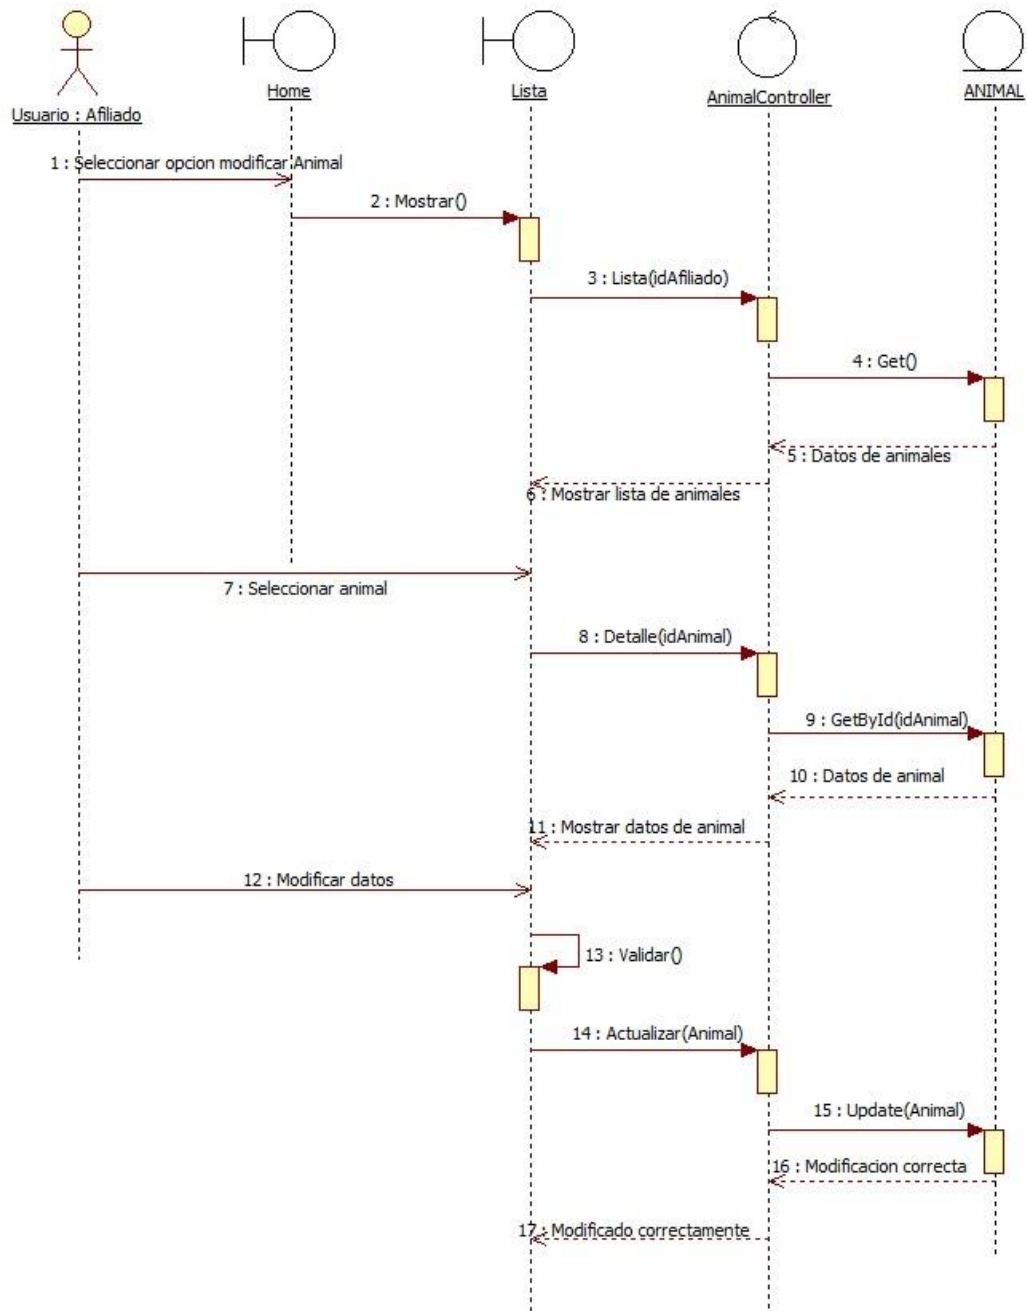 Usuario : Afiliado
Home
Lista
AnimalController
ANIMAL
1 : Seleccionar opcion modificar Animal
2 : Mostrar()
3 : Lista(idAfiliado)
4 : Get()
5 : Datos de animales
6 : Mostrar lista de animales
7 : Seleccionar animal
8 : Detalle(idAnimal)
9 : GetById(idAnimal)
10 : Datos de animal
11 : Mostrar datos de animal
12 : Modificar datos
13 : Validar()
14 : Actualizar(Animal)
15 : Update(Animal)
16 : Modificacion correcta
17 : Modificado correctamente